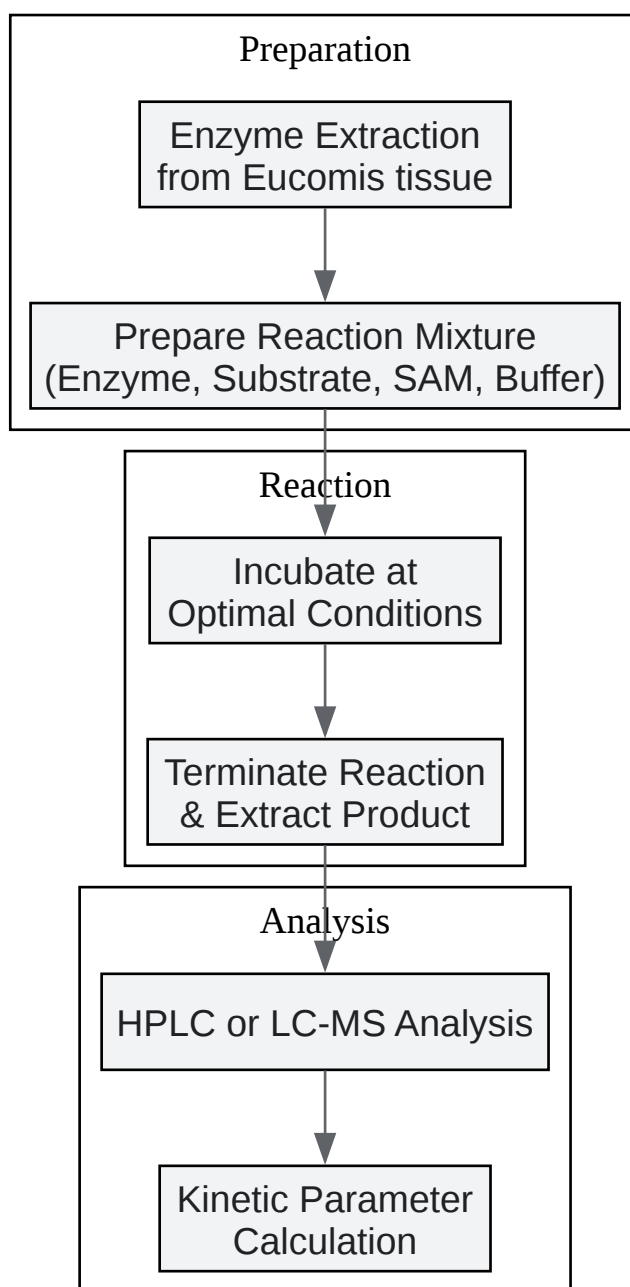 Preparation
Enzyme Extraction
from Eucomis tissue
Prepare Reaction Mixture
(Enzyme, Substrate, SAM, Buffer)
Reaction
Incubate at
Optimal Conditions
Terminate Reaction
& Extract Product
Analysis
HPLC or LC-MS Analysis
Kinetic Parameter
Calculation